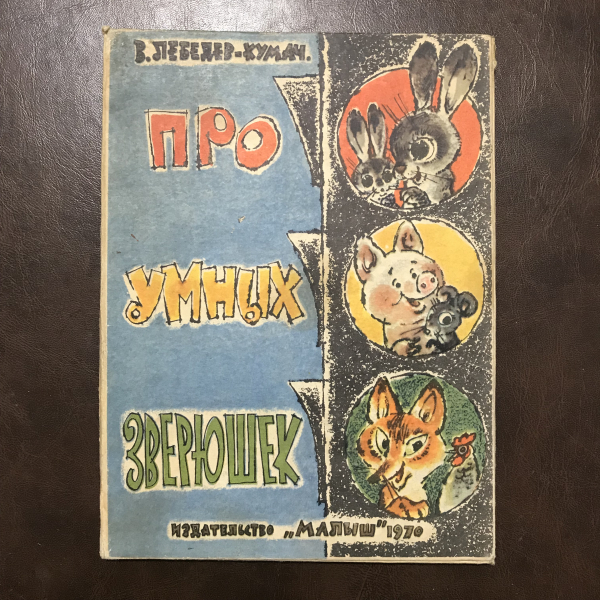 В. ЛЕБЕДЕВ-КУМАЧ.
ПРО
УМНЫХ
ЗВЕРЮШЕК
ИЗДАТЕЛЬСТВО „МАЛЫШ" 1970